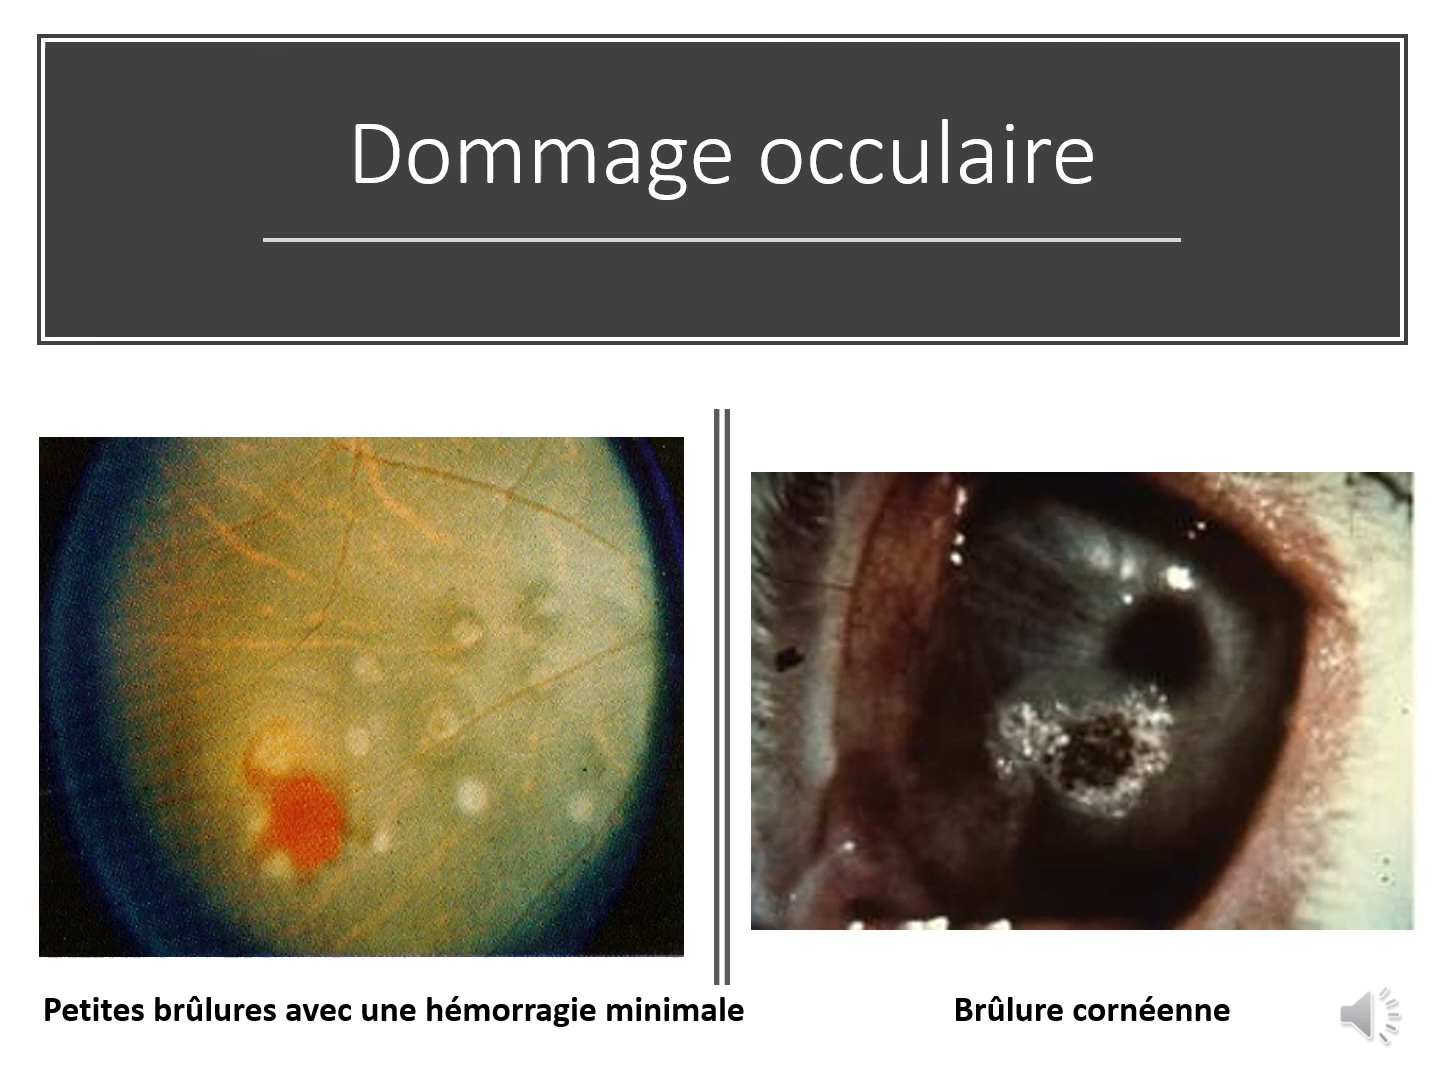 Dommage occulaire
Petites brûlures avec une hémorragie minimale
Brûlure cornéenne